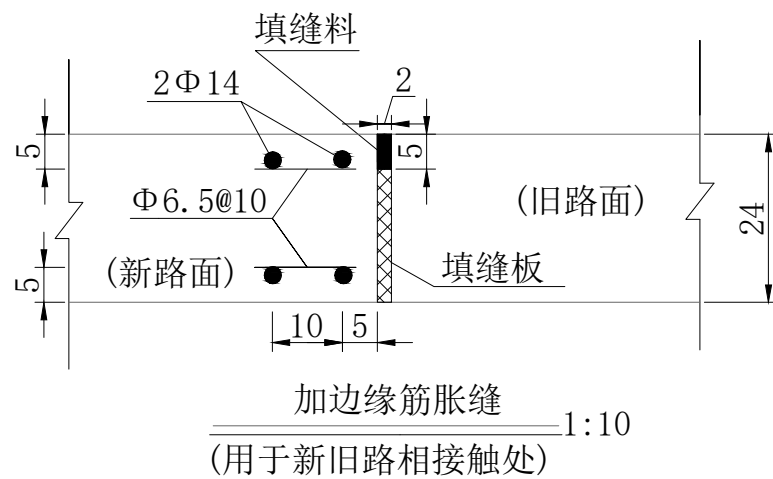 填缝料
2Φ14
2
5
5
Φ6.5@10
(旧路面)
24
(新路面)
填缝板
5
10
5
加边缘筋胀缝
1:10
(用于新旧路相接触处)